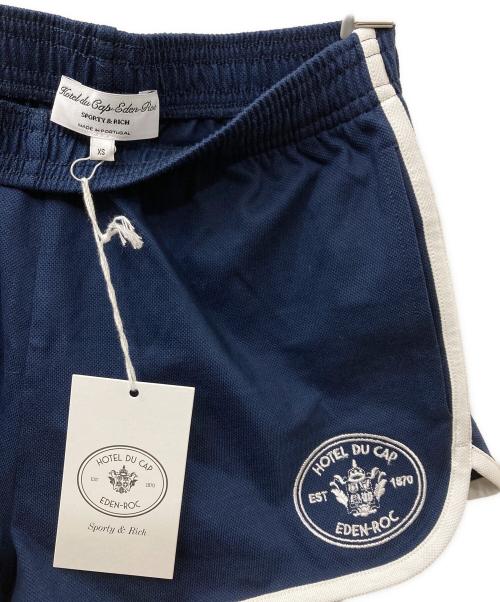 Hotel du Cap-Eden-Roc
SPORTY & RICH
MADE IN PORTUGAL
XS
HOTEL DU CAP
EST 1870
EDEN-ROC
Sporty & Rich
HOTEL DU CAP
EST 1870
EDEN-ROC